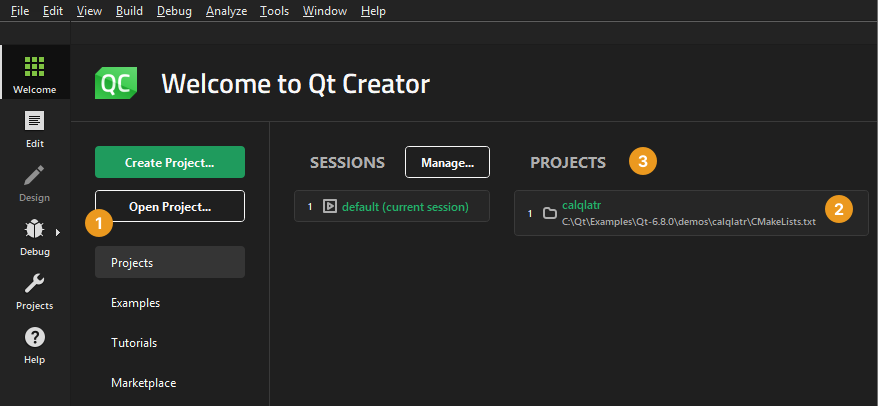 File Edit View Build Debug Analyze Tools Window Help
Welcome
Edit
Design
Debug
Projects
Help
QC Welcome to Qt Creator
Create Project...
Open Project...
1
Projects
Examples
Tutorials
Marketplace
SESSIONS Manage...
1 default (current session)
PROJECTS 3
1 calqlatr 2
C:\Qt\Examples\Qt-6.8.0\demos\calqlatr\CMakeLists.txt